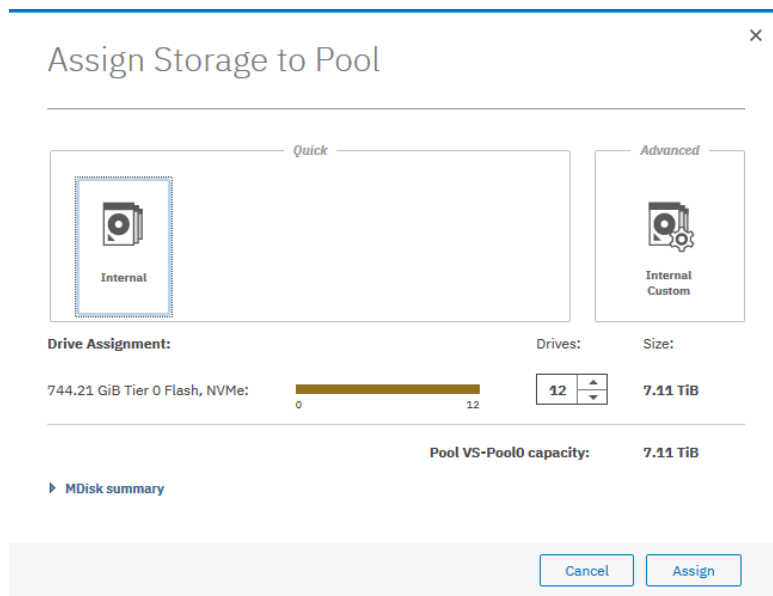 Assign Storage to Pool
Quick
Advanced
Internal
Internal
Custom
Drive Assignment:
Drives:
Size:
744.21 GiB Tier 0 Flash, NVMe:
0
12
12
7.11 TiB
Pool VS-Pool0 capacity:
7.11 TiB
MDisk summary
Cancel
Assign